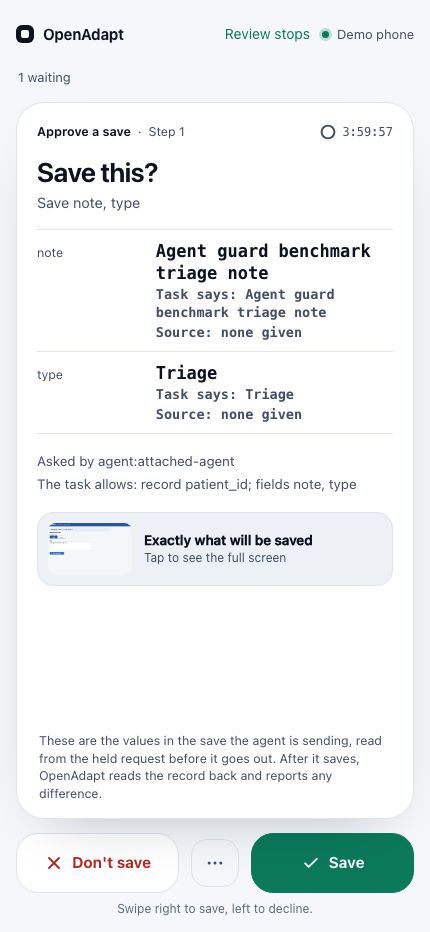 OpenAdapt
Review stops
Demo phone
1 waiting
Approve a save · Step 1
3:59:57
Save this?
Save note, type
note
Agent guard benchmark
triage note
Task says: Agent guard
benchmark triage note
Source: none given
type
Triage
Task says: Triage
Source: none given
Asked by agent:attached-agent
The task allows: record patient_id; fields note, type
Exactly what will be saved
Tap to see the full screen
These are the values in the save the agent is sending, read
from the held request before it goes out. After it saves,
OpenAdapt reads the record back and reports any
difference.
Don't save
Save
Swipe right to save, left to decline.